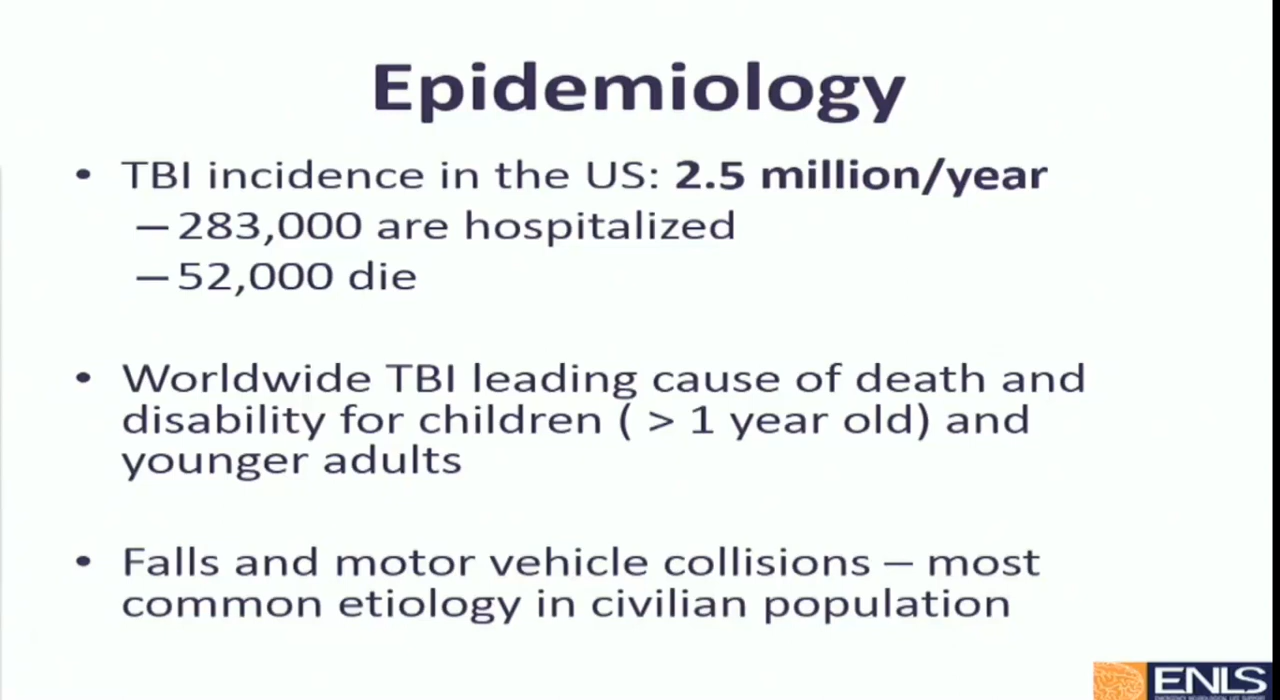 Epidemiology
• TBI incidence in the US: 2.5 million/year
– 283,000 are hospitalized
– 52,000 die
• Worldwide TBI leading cause of death and
disability for children ( > 1 year old) and
younger adults
• Falls and motor vehicle collisions – most
common etiology in civilian population
ENLS